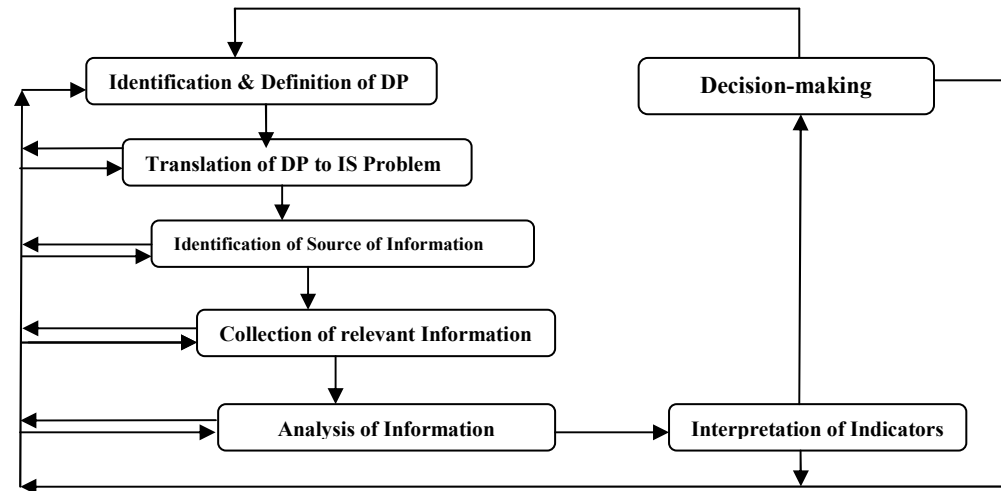 Identification & Definition of DP
Decision-making
Translation of DP to IS Problem
Identification of Source of Information
Collection of relevant Information
Analysis of Information
Interpretation of Indicators